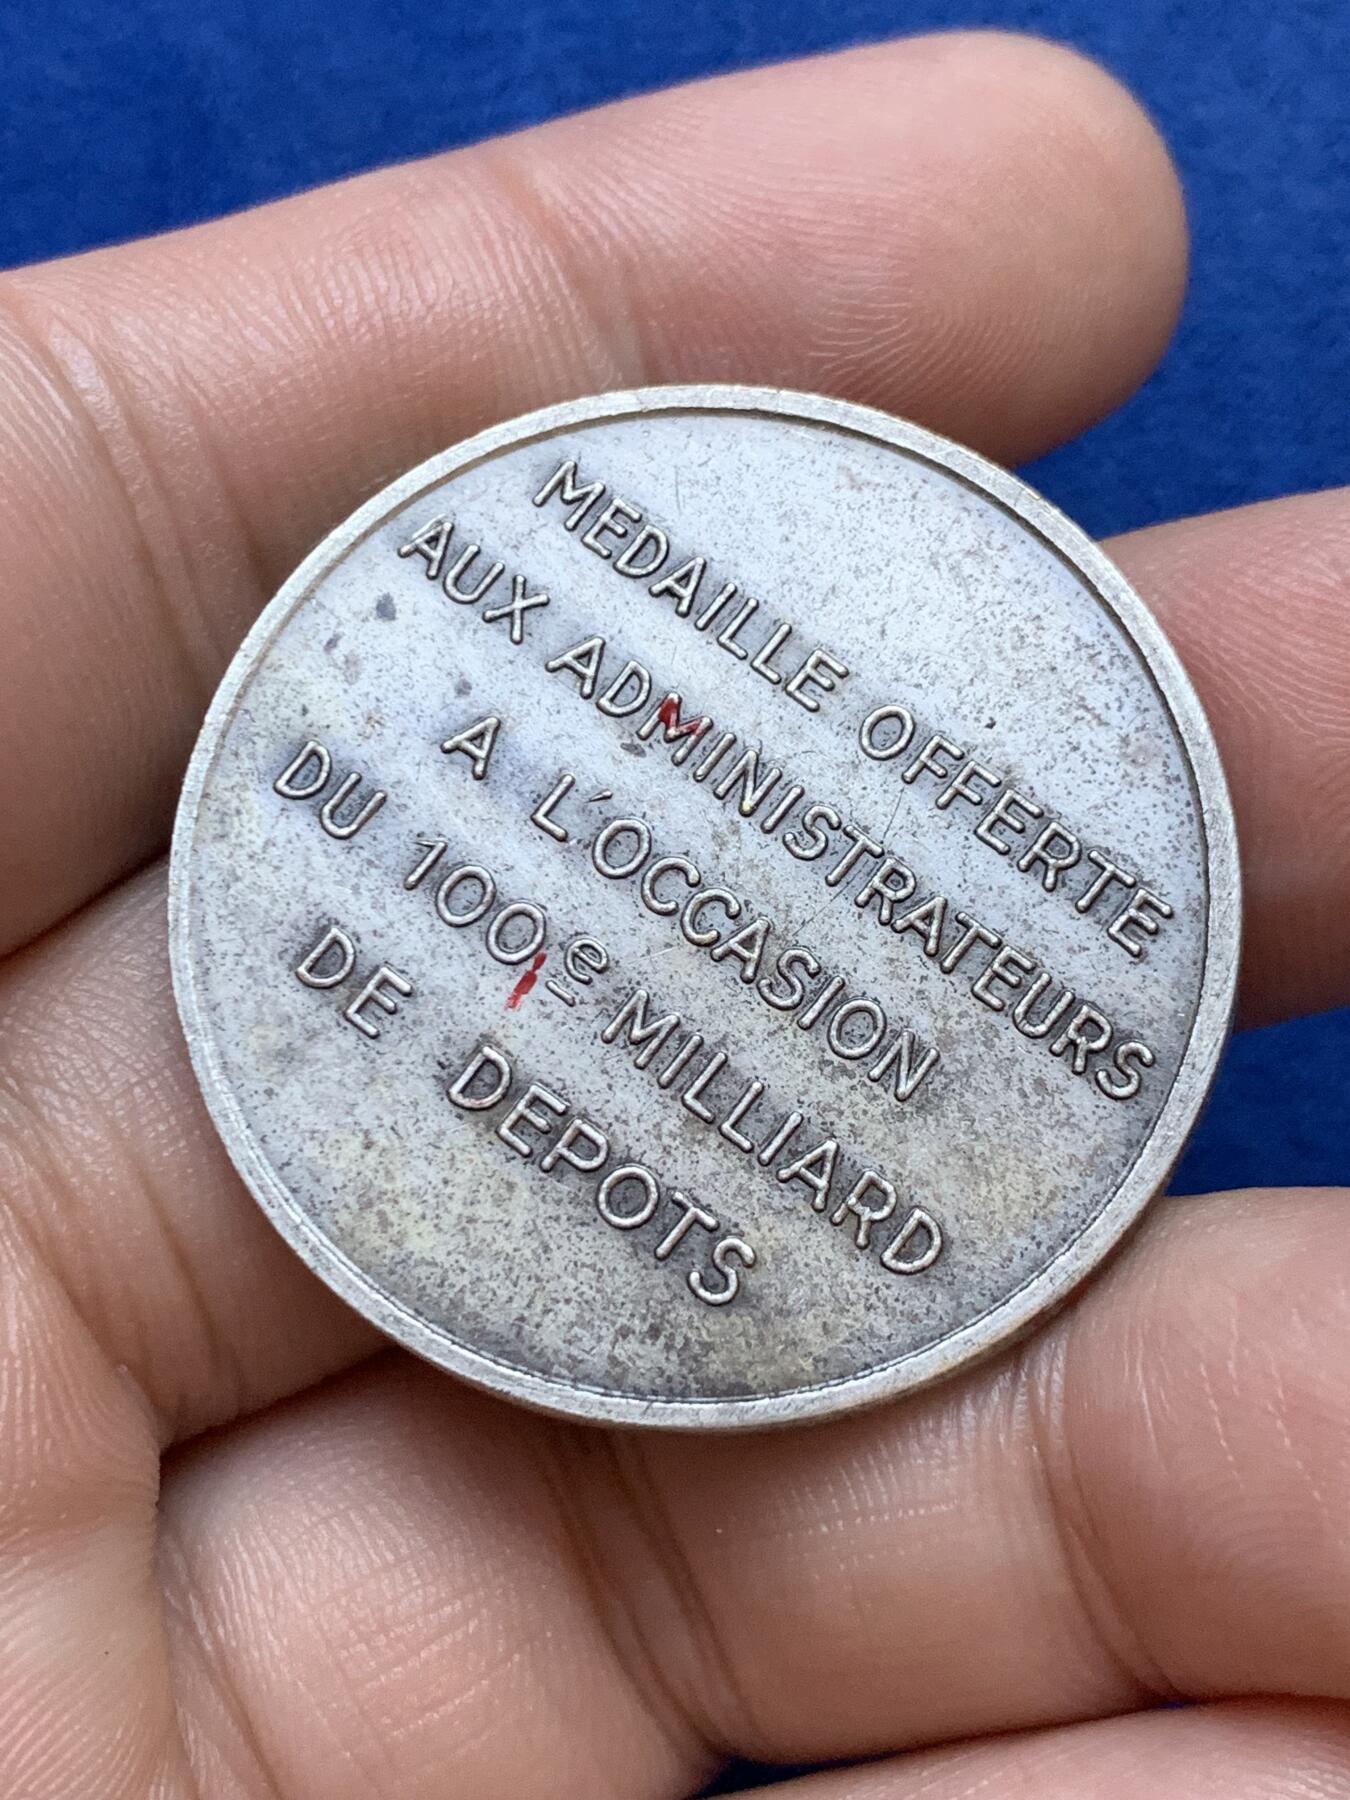 MEDAILLE OFFERTE
AUX ADMINISTRATEURS
A L'OCCASION
DU 100e MILLIARD
DE DEPOTS